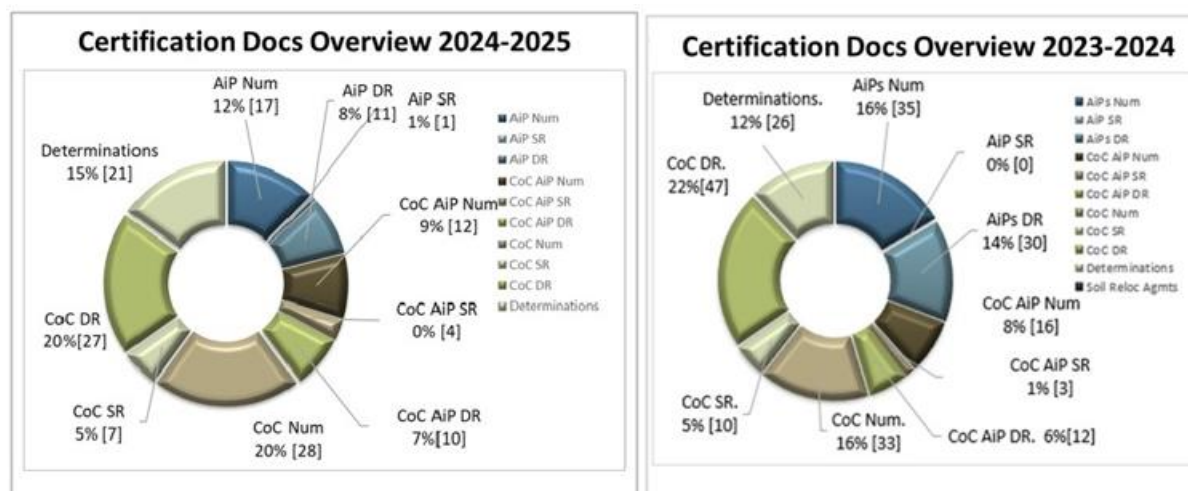 Certification Docs Overview 2024-2025
AiP Num
12% [17]
AiP DR
8% [11]
AiP SR
1% [1]
Determinations
15% [21]
CoC AiP Num
9% [12]
CoC AiP SR
0% [4]
CoC DR
20%[27]
CoC SR
5% [7]
CoC Num
20% [28]
CoC AiP DR
7%[10]
AiP Num
AiP SR
AiP DR
CoC AiP Num
CoC AiP SR
CoC AiP DR
CoC Num
CoC SR
CoC DR
Determinations
Certification Docs Overview 2023-2024
AiPs Num
16% [35]
Determinations.
12% [26]
AiP SR
0% [0]
CoC DR.
22%[47]
AiPs DR
14% [30]
CoC AiP Num
8% [16]
CoC AiP SR
1% [3]
CoC SR.
5% [10]
CoC Num.
16% [33]
CoC AiP DR. 6%[12]
AiPs Num
AiP SR
AiPs DR
CoC AiP Num
CoC AiP SR
CoC AiP DR
CoC Num
CoC SR
CoC DR
Determinations
Soil Reloc Agmts